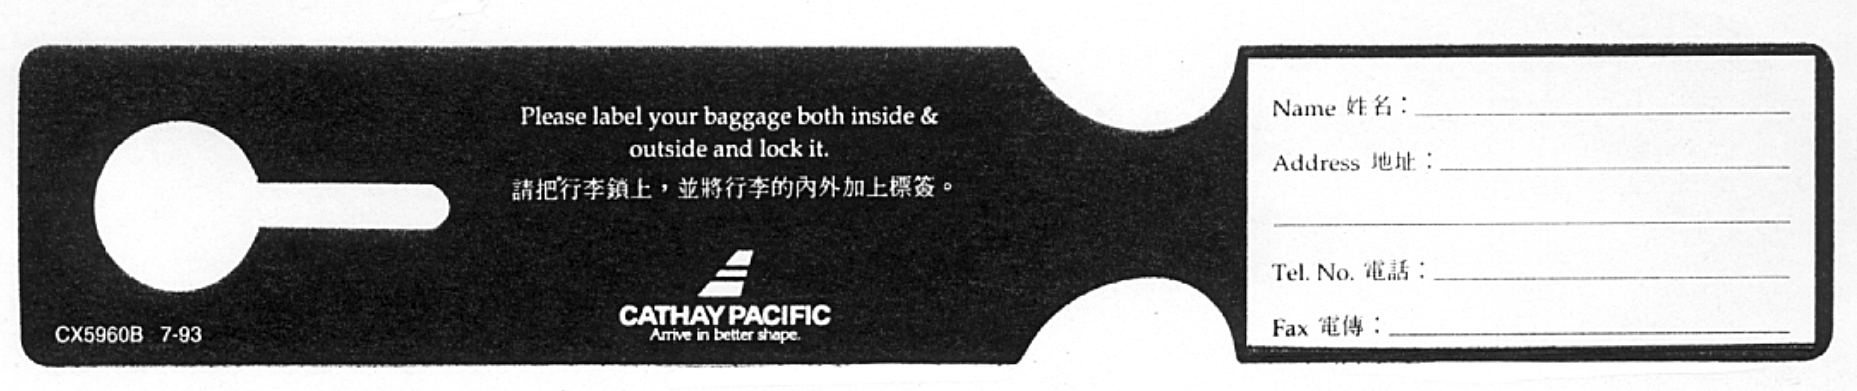 Please label your baggage both inside &
outside and lock it.
請把行李鎖上，並將行李的內外加上標簽。
CATHAY PACIFIC
Arrive in better shape.
CX5960B 7-93
Name 姓名：
Address 地址：
Tel. No. 電話：
Fax 電傳：